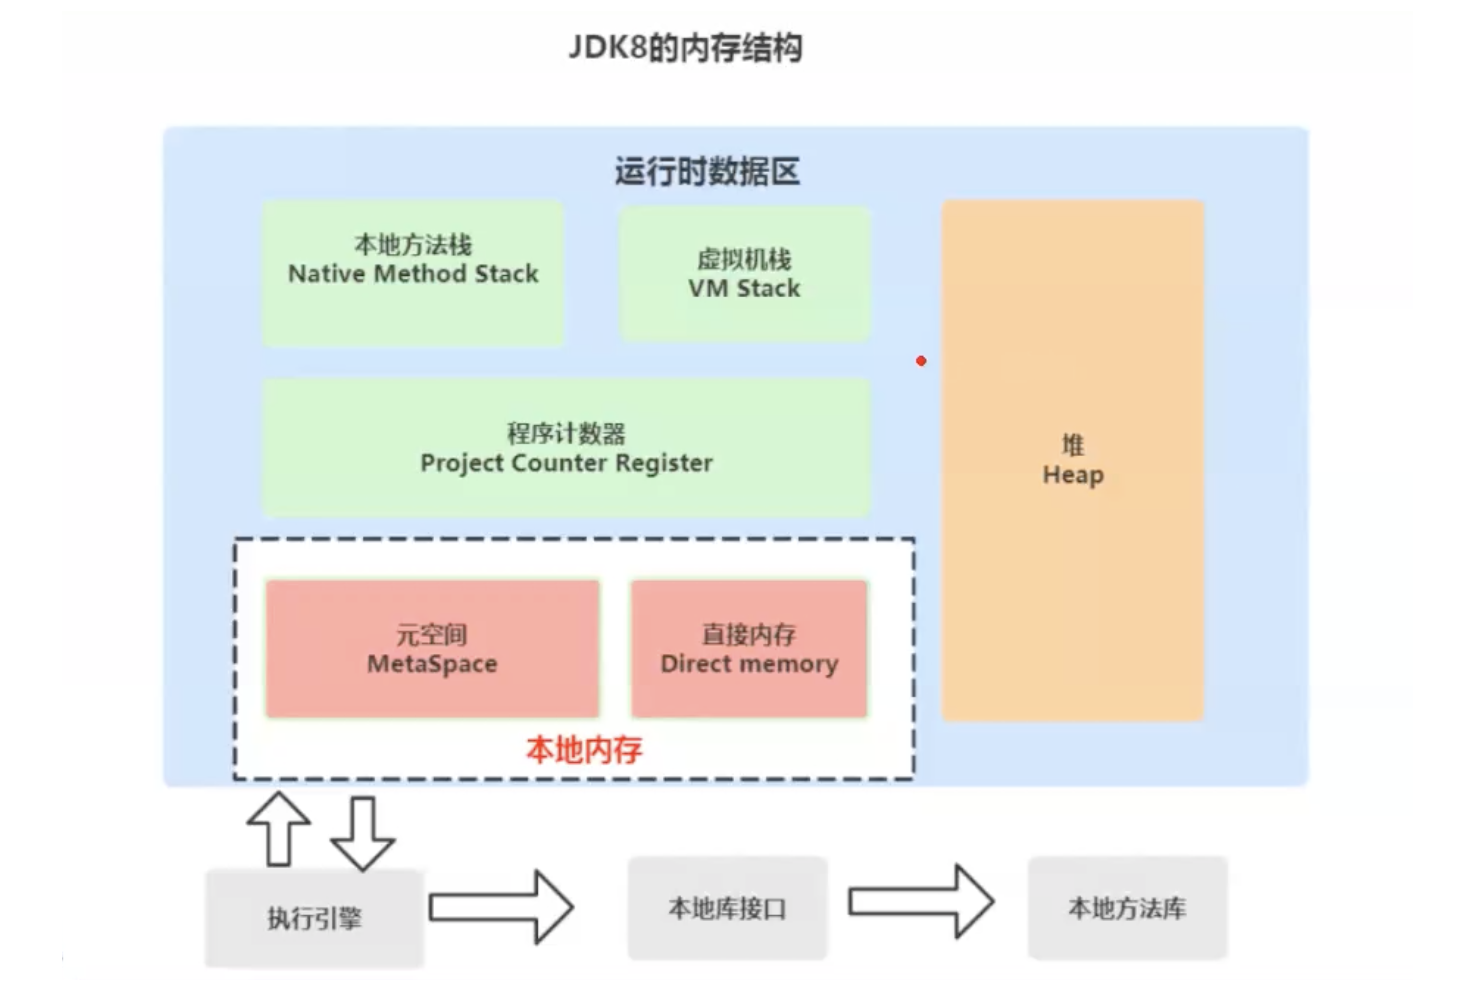 JDK8的内存结构
运行时数据区
本地方法栈
Native Method Stack
虚拟机栈
VM Stack
程序计数器
Project Counter Register
堆
Heap
元空间
MetaSpace
直接内存
Direct memory
本地内存
执行引擎
本地库接口
本地方法库